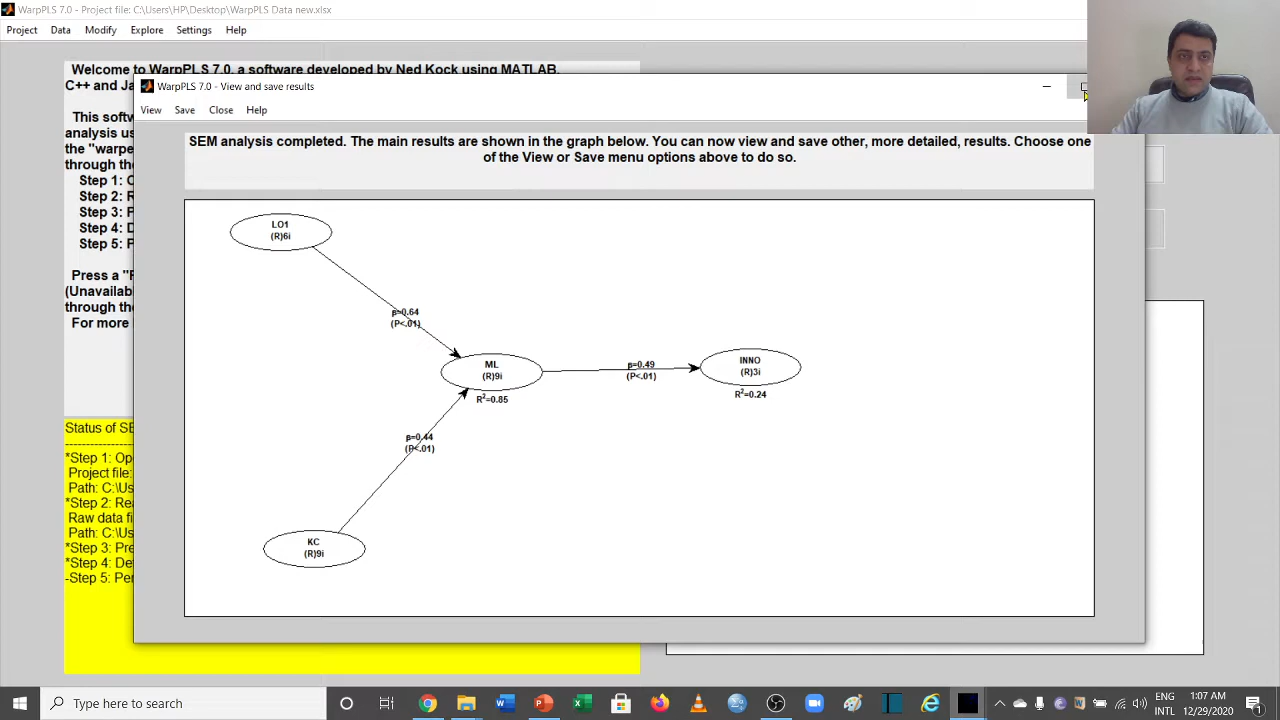 WarpPLS 7.0 - Project file: C:\Users\HP\Desktop\WarpPLS Data new.xlsx
Project Data Modify Explore Settings Help
Welcome to WarpPLS 7.0, a software developed by Ned Kock using MATLAB,
C++ and Ja
This softw
analysis us
the "warpe
through the
Step 1: O
Step 2: R
Step 3: P
Step 4: D
Step 5: P
Press a "P
(Unavailab
through the
For more
Status of SE
*Step 1: Op
Project file:
Path: C:\Us
*Step 2: Rea
Raw data fi
Path: C:\Us
*Step 3: Pre
*Step 4: De
-Step 5: Per
WarpPLS 7.0 - View and save results
View Save Close Help
SEM analysis completed. The main results are shown in the graph below. You can now view and save other, more detailed, results. Choose one
of the View or Save menu options above to do so.
LO1
(R)6i
β=0.64
(P<.01)
ML
(R)9i
R²=0.85
β=0.49
(P<.01)
INNO
(R)3i
R²=0.24
β=0.44
(P<.01)
KC
(R)9i
Type here to search
ENG
INTL
1:07 AM
12/29/2020